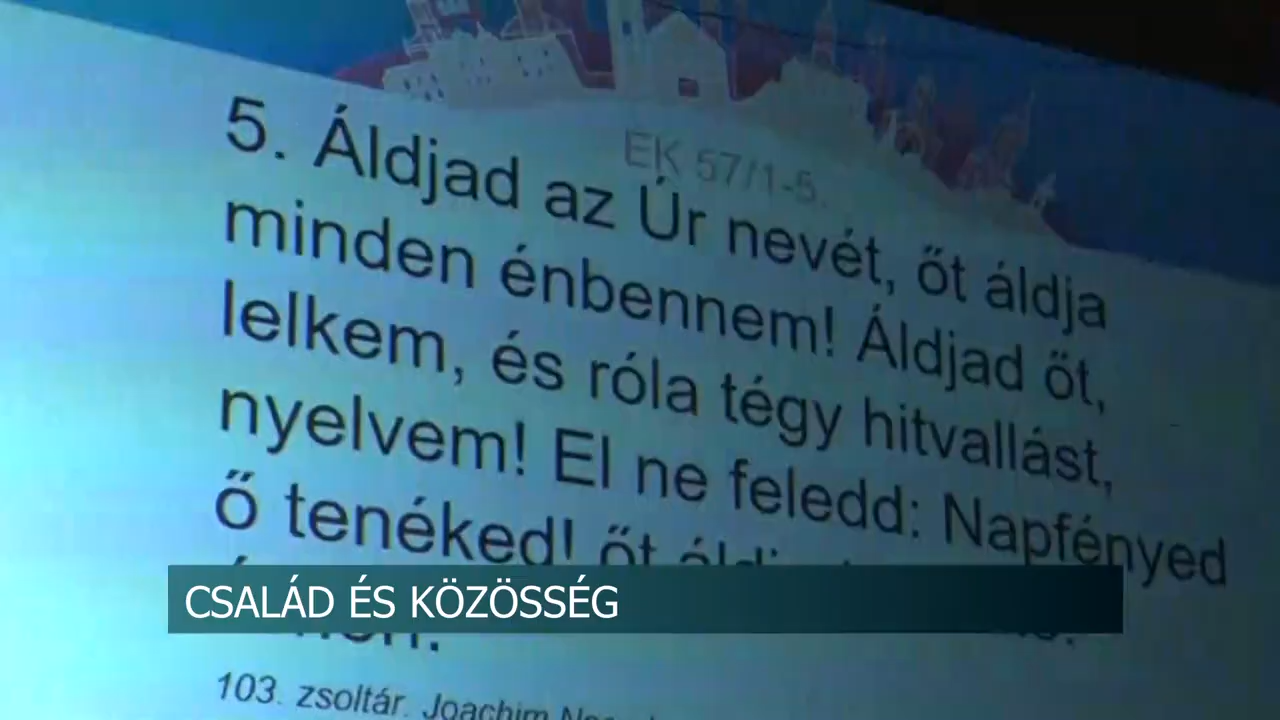 EK 57/1-5.
5. Áldjad az Úr nevét, őt áldja
minden énbennem! Áldjad őt,
lelkem, és róla tégy hitvallást,
nyelvem! El ne feledd: Napfényed
Ő tenéked! őt
CSALÁD ÉS KÖZÖSSÉG
103. zsoltár. Joachim